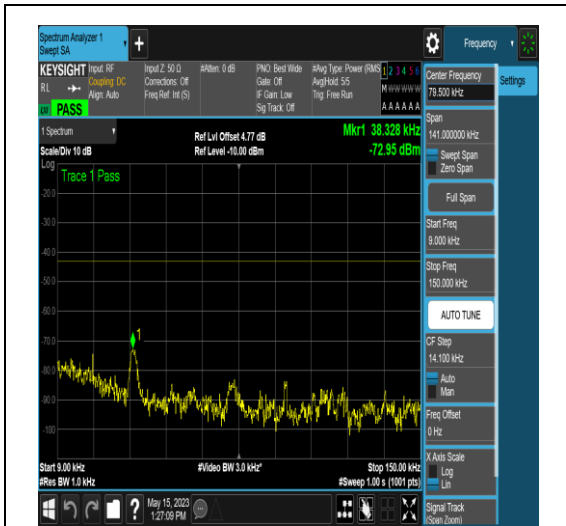 Spectrum Analyzer 1
Swept SA
+
Frequency
KEYSIGHT
Input: RF
Coupling: DC
Align: Auto
RL
PASS
Input Z: 50 Ω
Corrections: Off
Freq Ref: Int (S)
#Atten: 0 dB
PNO: Best Wide
Gate: Off
IF Gain: Low
Sig Track: Off
#Avg Type: Power (RMS
Avg|Hold: 5/5
Trig: Free Run
1 2 3 4 5 6
M W W W W W
A A A A A A
1 Spectrum
Scale/Div 10 dB
Ref Lvl Offset 4.77 dB
Ref Level -10.00 dBm
Mkr1 38.328 kHz
-72.95 dBm
Log
Trace 1 Pass
-20.0
-30.0
-40.0
-50.0
-60.0
-70.0
-80.0
-90.0
-100
1
Start 9.00 kHz
#Res BW 1.0 kHz
#Video BW 3.0 kHz*
Stop 150.00 kHz
#Sweep 1.00 s (1001 pts)
May 15, 2023
1:27:09 PM
Center Frequency
79.500 kHz
Settings
Span
141.000000 kHz
Swept Span
Zero Span
Full Span
Start Freq
9.000 kHz
Stop Freq
150.000 kHz
AUTO TUNE
CF Step
14.100 kHz
Auto
Man
Freq Offset
0 Hz
X Axis Scale
Log
Lin
Signal Track
(Span Zoom)